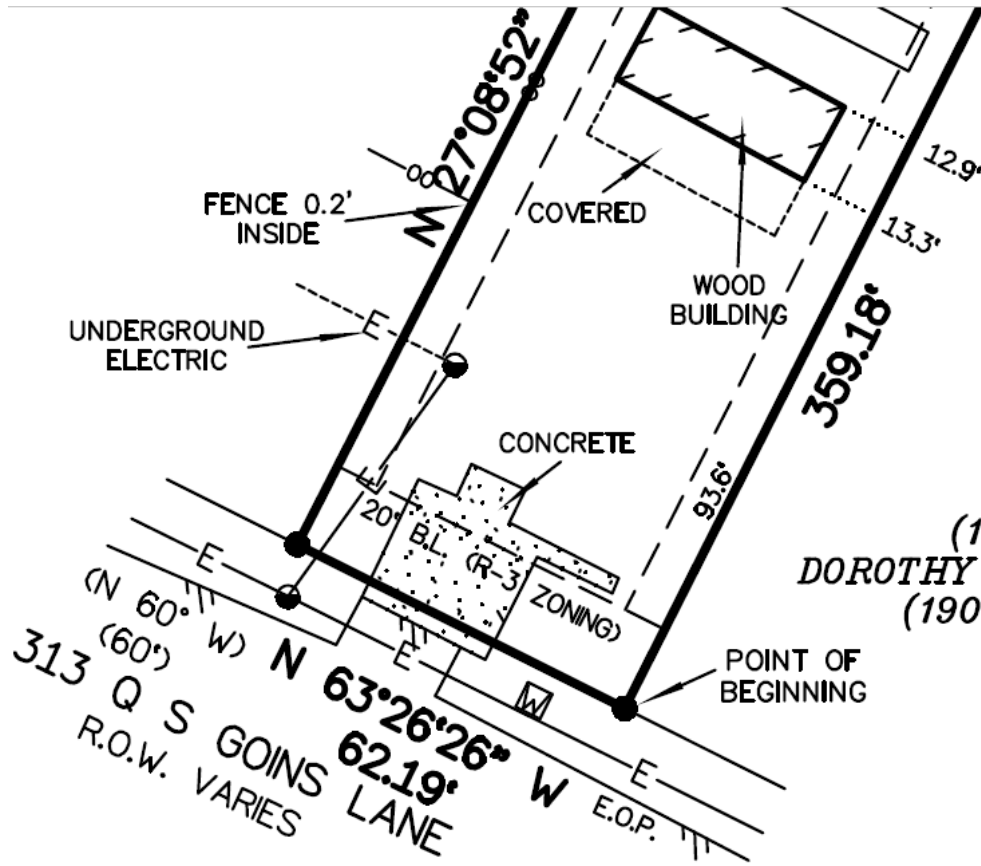 N 27°08'52"
FENCE 0.2'
INSIDE
COVERED
WOOD
BUILDING
12.9'
13.3'
UNDERGROUND
ELECTRIC
E
359.18'
CONCRETE
93.6'
20' B.L. (R-3 ZONING)
(1
DOROTHY
(190
POINT OF
BEGINNING
E
E
E
W
(N 60° W)
(60')
N 63°26'26" W
62.19'
313 Q S GOINS LANE
R.O.W. VARIES
E.O.P.